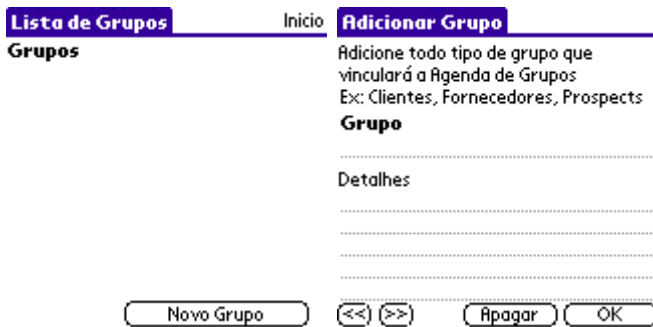 Lista de Grupos
Inicio
Grupos
Novo Grupo
Adicionar Grupo
Adicione todo tipo de grupo que
vinculará a Agenda de Grupos
Ex: Clientes, Fornecedores, Prospects
Grupo
Detalhes
<< >> Apagar OK